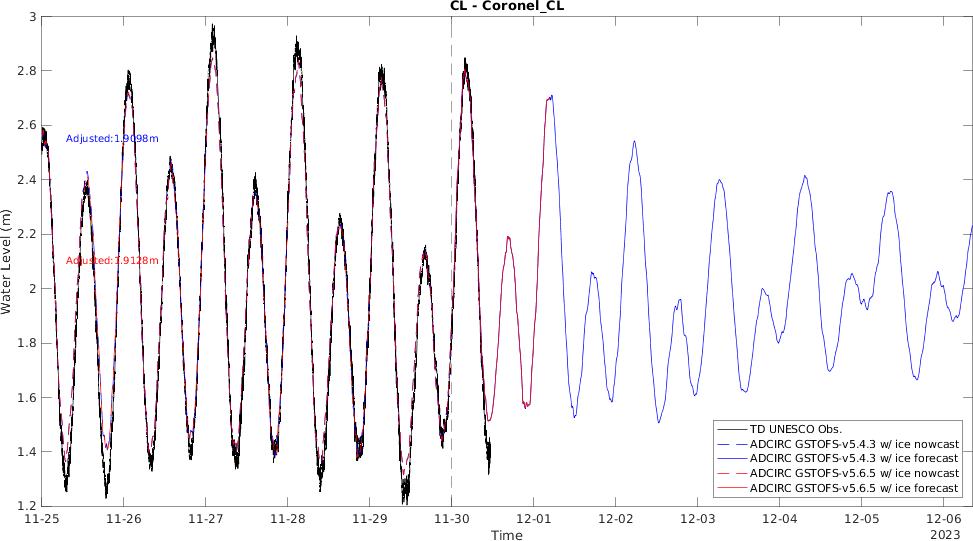 CL - Coronel_CL
3
2.8
2.6
2.4
2.2
2
1.8
1.6
1.4
1.2
Water Level (m)
Adjusted:1.9098m
Adjusted:1.9128m
TD UNESCO Obs.
ADCIRC GSTOFS-v5.4.3 w/ ice nowcast
ADCIRC GSTOFS-v5.4.3 w/ ice forecast
ADCIRC GSTOFS-v5.6.5 w/ ice nowcast
ADCIRC GSTOFS-v5.6.5 w/ ice forecast
11-25 11-26 11-27 11-28 11-29 11-30 12-01 12-02 12-03 12-04 12-05 12-06
Time 2023